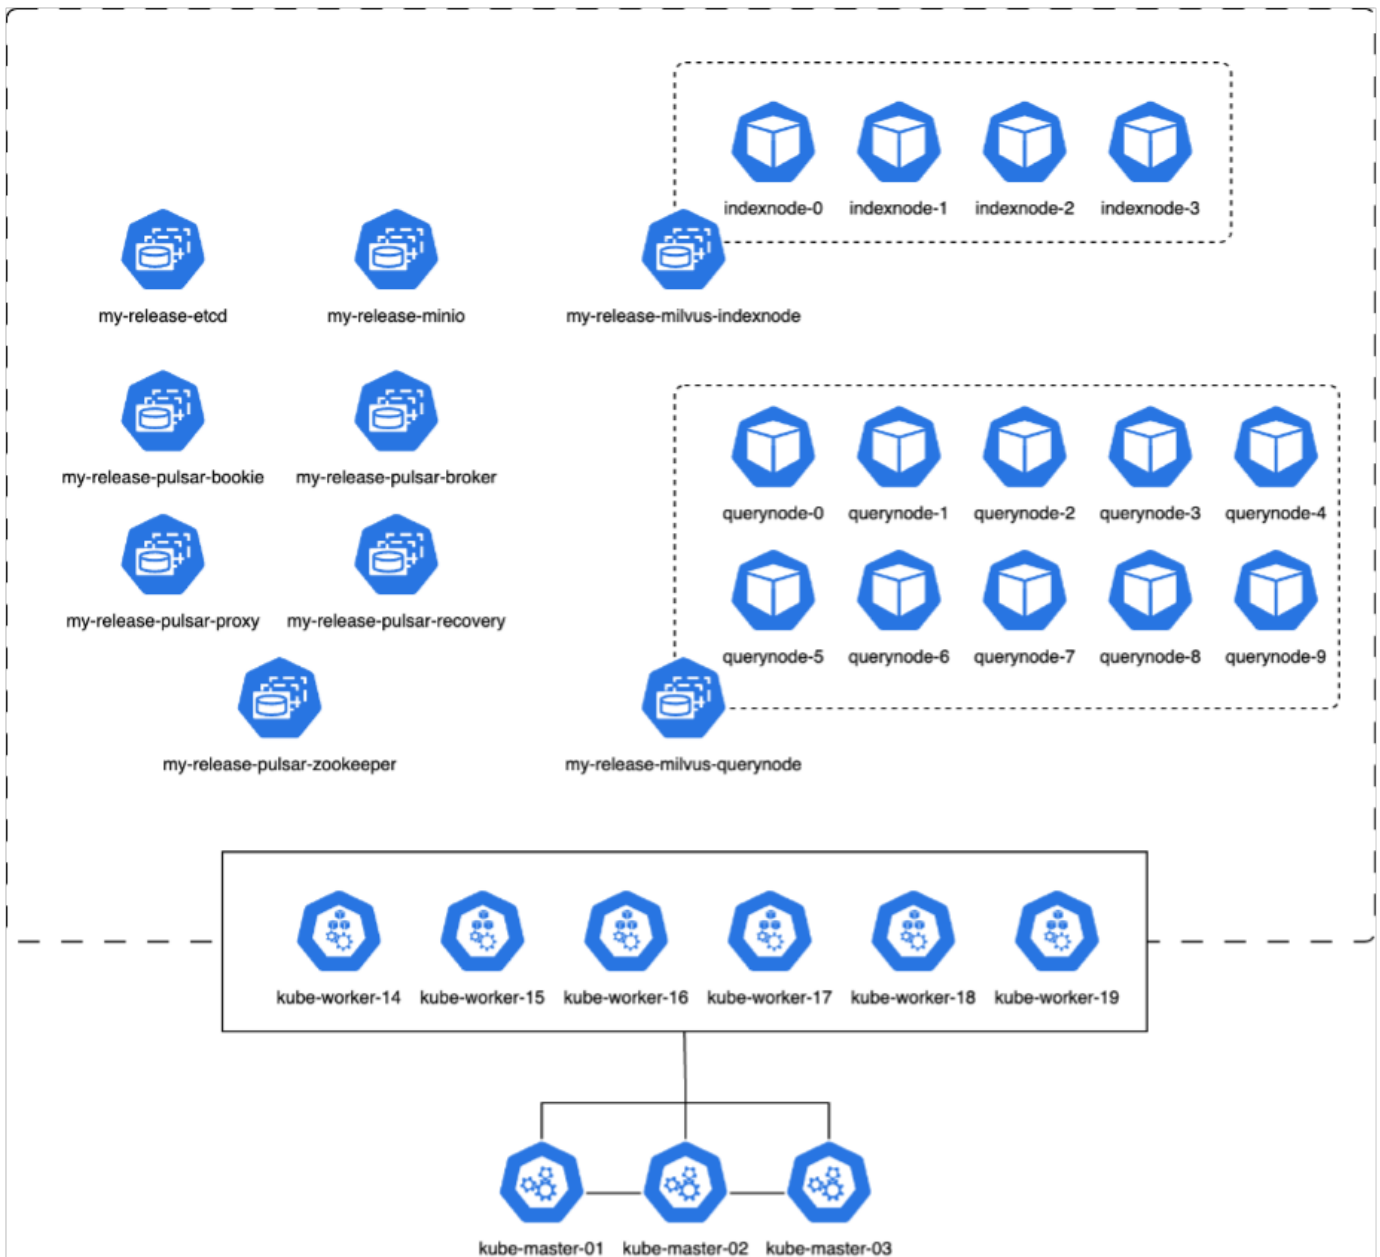 indexnode-0 indexnode-1 indexnode-2 indexnode-3
my-release-etcd my-release-minio my-release-milvus-indexnode
my-release-pulsar-bookie my-release-pulsar-broker
querynode-0 querynode-1 querynode-2 querynode-3 querynode-4
my-release-pulsar-proxy my-release-pulsar-recovery
querynode-5 querynode-6 querynode-7 querynode-8 querynode-9
my-release-pulsar-zookeeper my-release-milvus-querynode
kube-worker-14 kube-worker-15 kube-worker-16 kube-worker-17 kube-worker-18 kube-worker-19
kube-master-01 kube-master-02 kube-master-03